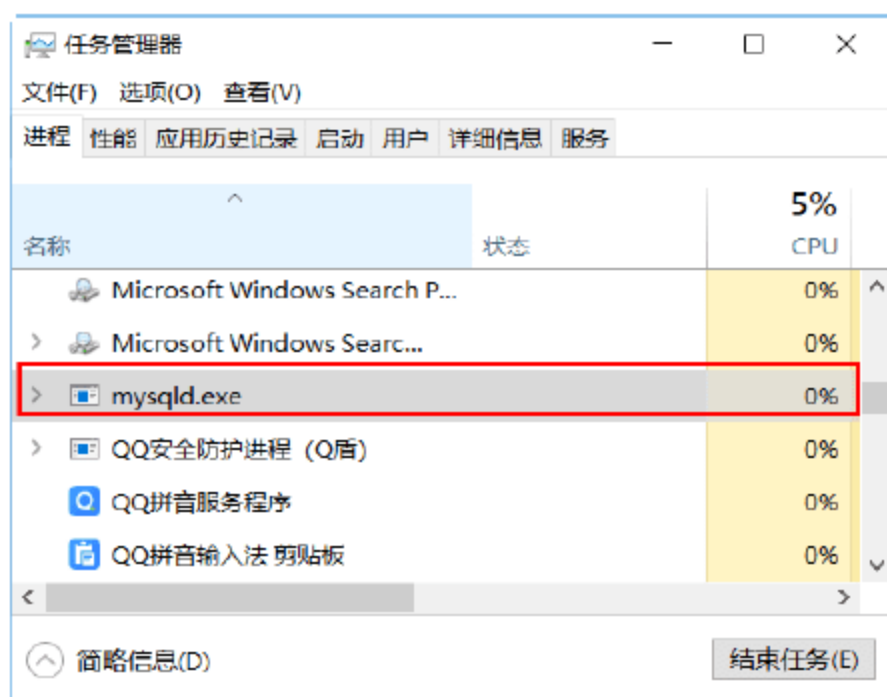 任务管理器
文件(F) 选项(O) 查看(V)
进程 性能 应用历史记录 启动 用户 详细信息 服务
5%
名称 状态 CPU
Microsoft Windows Search P... 0%
Microsoft Windows Searc... 0%
mysqld.exe 0%
QQ安全防护进程（Q盾） 0%
QQ拼音服务程序 0%
QQ拼音输入法 剪贴板 0%
简略信息(D) 结束任务(E)